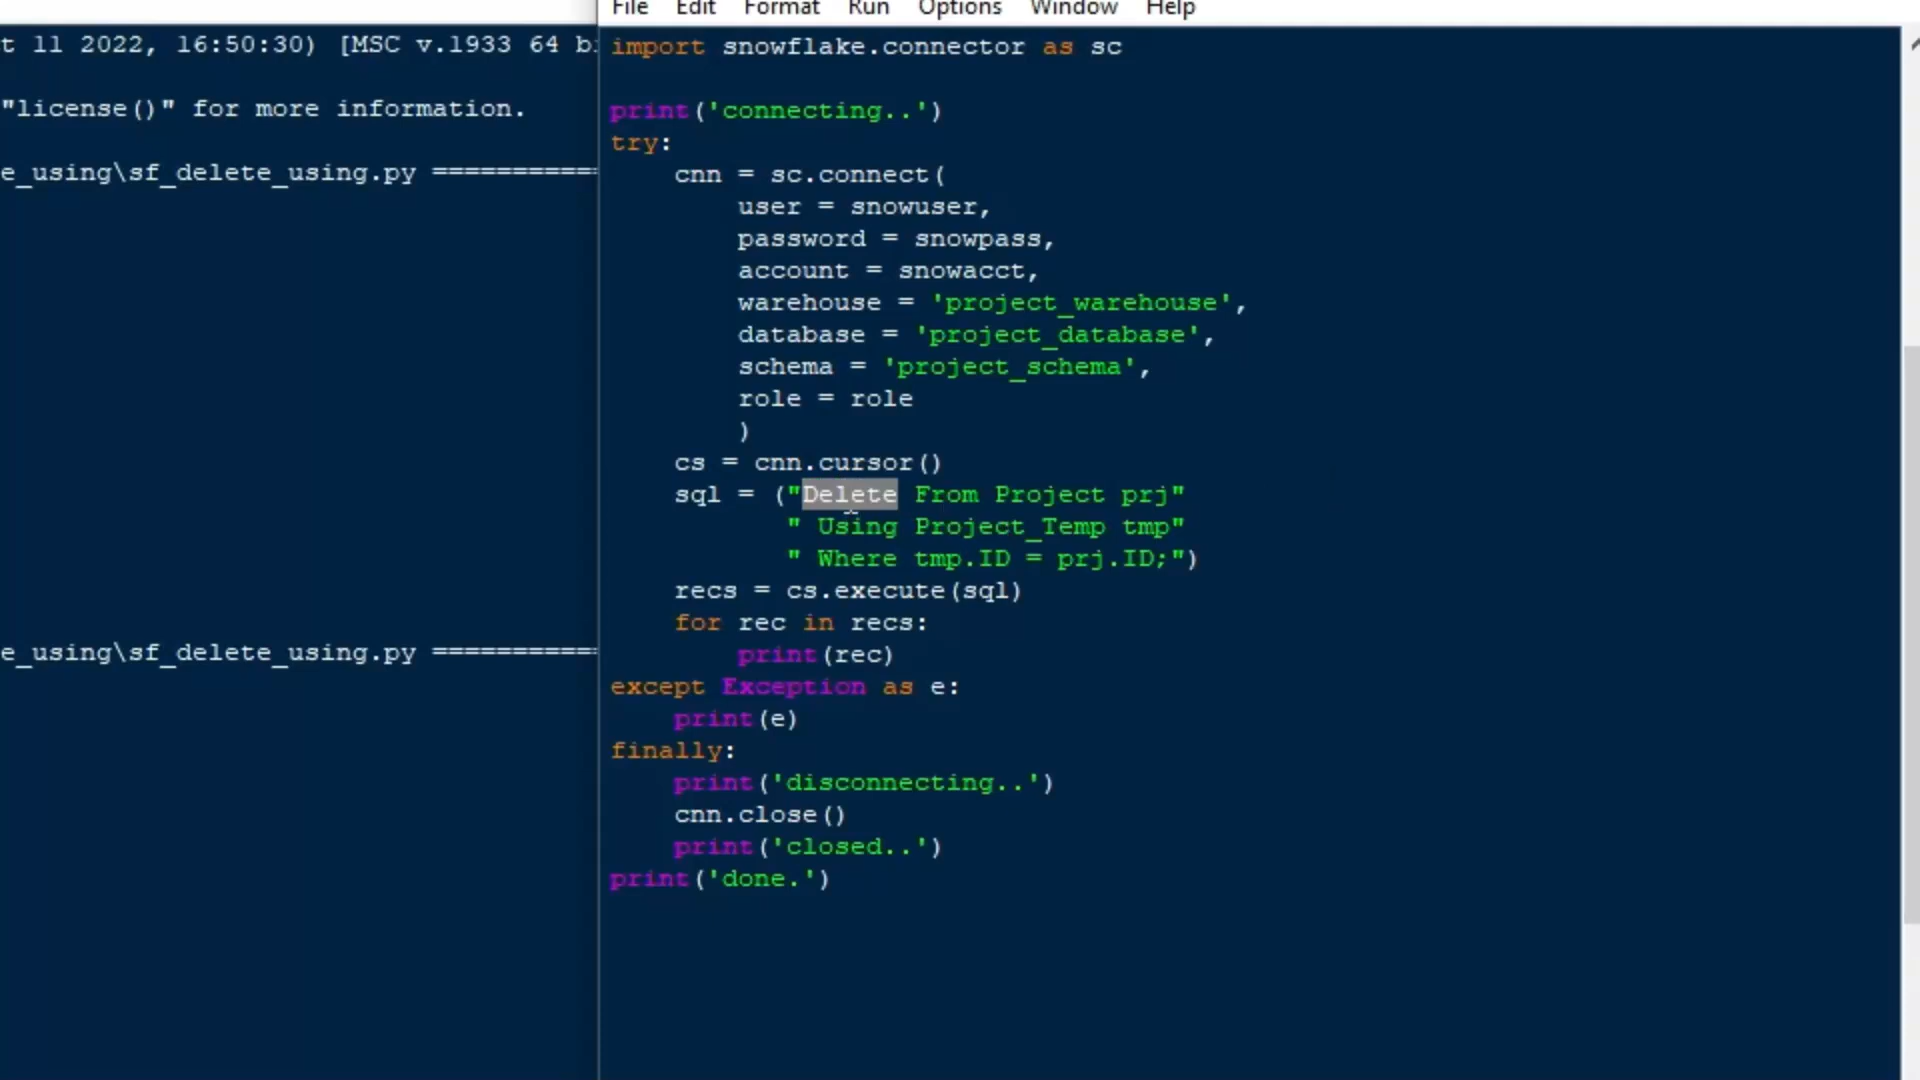 File Edit Format Run Options Window Help
t 11 2022, 16:50:30) [MSC v.1933 64 bi
"license()" for more information.
e_using\sf_delete_using.py ===========
e_using\sf_delete_using.py ===========
import snowflake.connector as sc
print('connecting..')
try:
    cnn = sc.connect(
        user = snowuser,
        password = snowpass,
        account = snowacct,
        warehouse = 'project_warehouse',
        database = 'project_database',
        schema = 'project_schema',
        role = role
        )
    cs = cnn.cursor()
    sql = ("Delete From Project prj"
           " Using Project_Temp tmp"
           " Where tmp.ID = prj.ID;")
    recs = cs.execute(sql)
    for rec in recs:
        print(rec)
except Exception as e:
    print(e)
finally:
    print('disconnecting..')
    cnn.close()
    print('closed..')
print('done.')